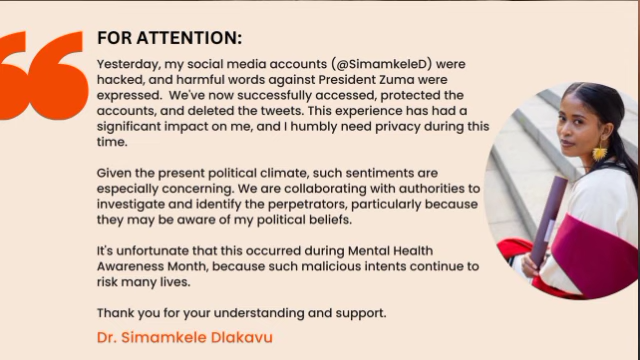 FOR ATTENTION:
Yesterday, my social media accounts (@SimamkeleD) were
hacked, and harmful words against President Zuma were
expressed. We've now successfully accessed, protected the
accounts, and deleted the tweets. This experience has had a
significant impact on me, and I humbly need privacy during this
time.
Given the present political climate, such sentiments are
especially concerning. We are collaborating with authorities to
investigate and identify the perpetrators, particularly because
they may be aware of my political beliefs.
It's unfortunate that this occurred during Mental Health
Awareness Month, because such malicious intents continue to
risk many lives.
Thank you for your understanding and support.
Dr. Simamkele Dlakavu